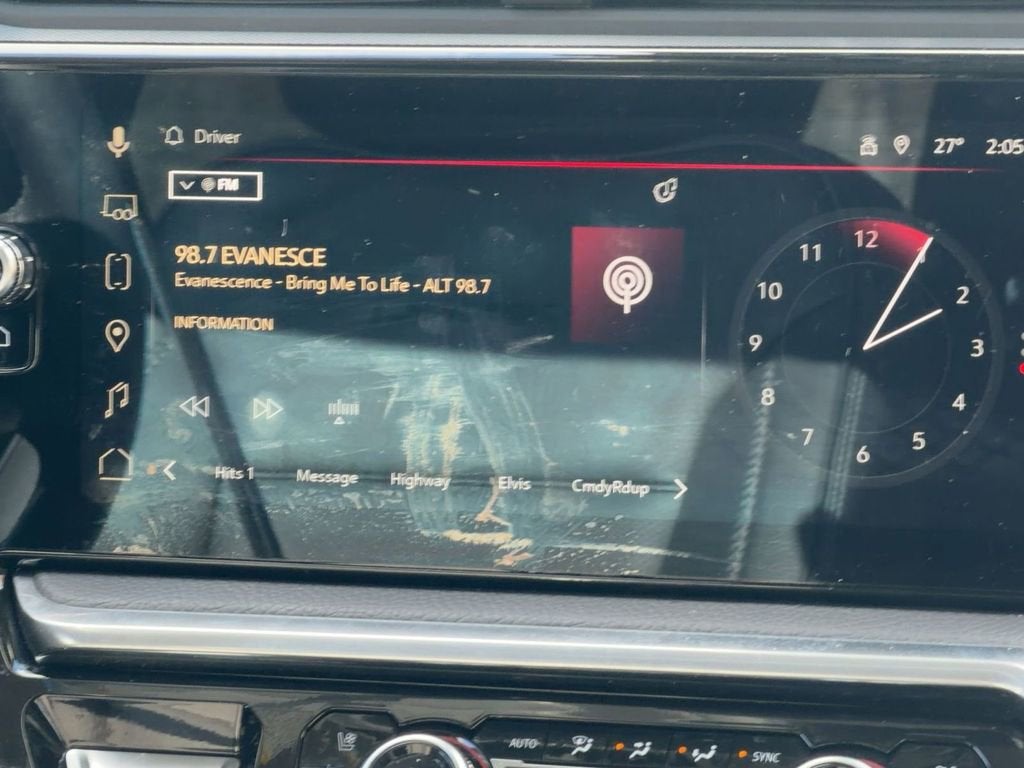 Driver
27° 2:05
FM
98.7 EVANESCE
Evanescence - Bring Me To Life - ALT 98.7
INFORMATION
Hits 1 Message Highway Elvis CmdyRdup
12
11 1
10 2
9 3
8 4
7 5
6
AUTO SYNC